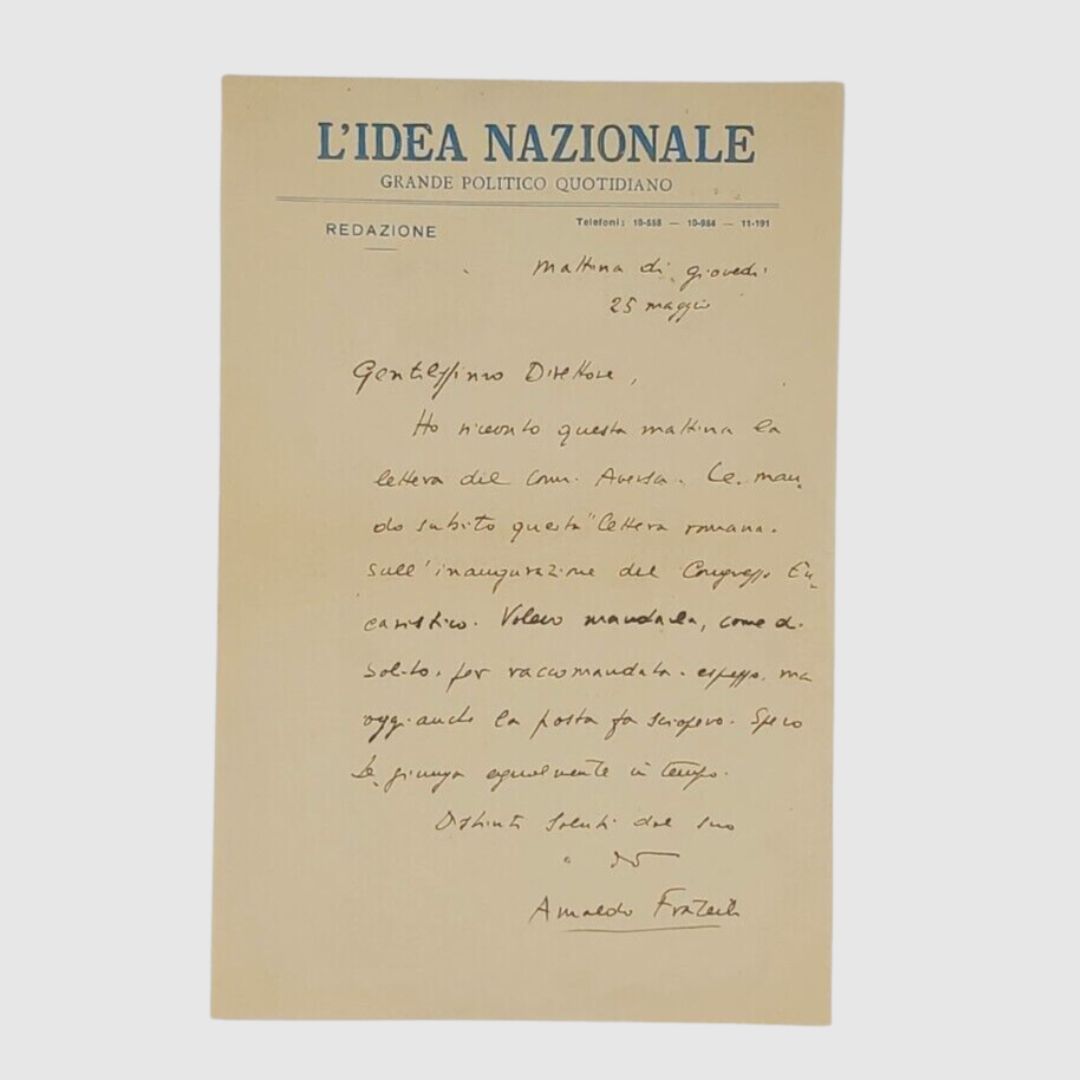 L'IDEA NAZIONALE
GRANDE POLITICO QUOTIDIANO
REDAZIONE
Telefoni: 10-558 — 10-984 — 11-191
Mattina di giovedì
25 maggio
Gentilissimo Direttore,
Ho ricevuto questa mattina la
lettera del Comm. Aversa. Le man-
do subito questa "lettera romana"
sull'inaugurazione del Congresso Eu-
caristico. Volevo mandarla, come di
solito, per raccomandata-espresso, ma
oggi anche la posta fa sciopero. Spero
Le giunga egualmente in tempo.
Distinti saluti dal suo
Arnaldo Frateili